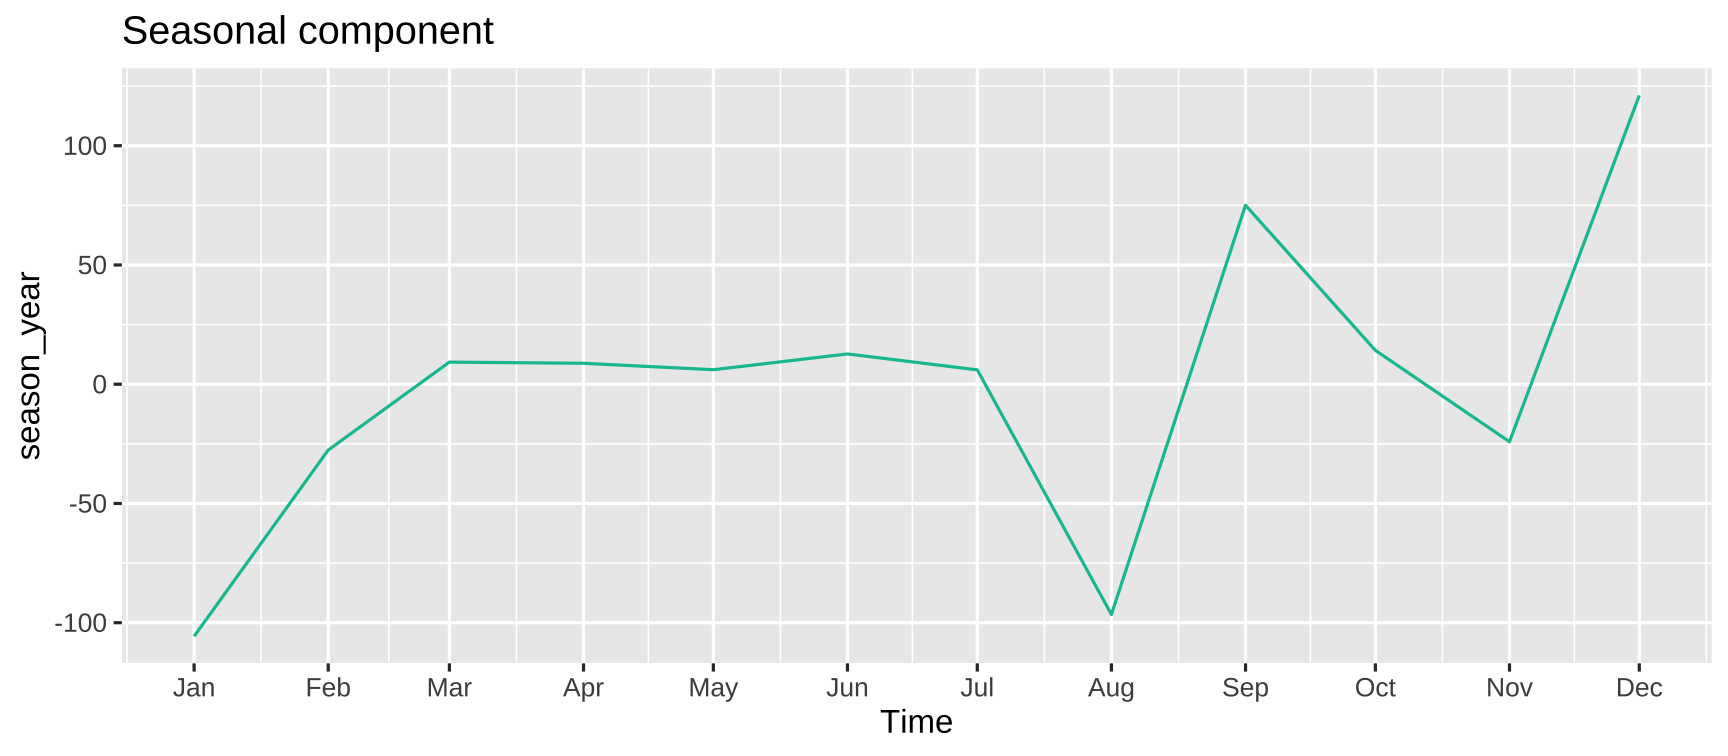 Seasonal component
season_year
100
50
0
-50
-100
Jan Feb Mar Apr May Jun Jul Aug Sep Oct Nov Dec
Time